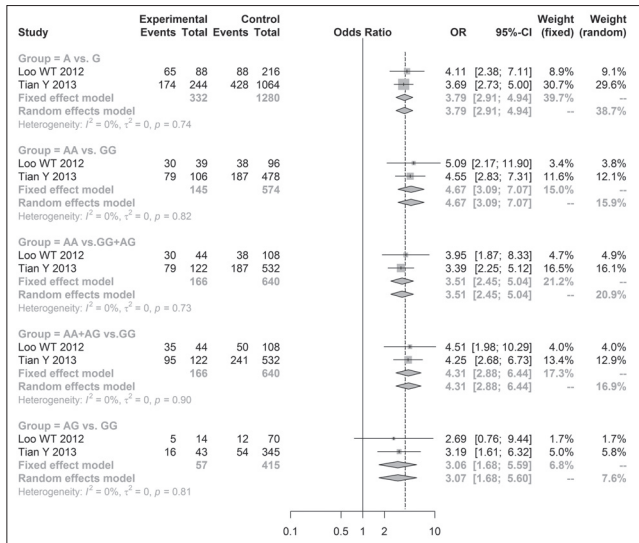 Experimental Control Weight Weight
Study Events Total Events Total Odds Ratio OR 95%-CI (fixed) (random)
Group = A vs. G
Loo WT 2012 65 88 88 216 4.11 [2.38; 7.11] 8.9% 9.1%
Tian Y 2013 174 244 428 1064 3.69 [2.73; 5.00] 30.7% 29.6%
Fixed effect model 332 1280 3.79 [2.91; 4.94] 39.7% --
Random effects model 3.79 [2.91; 4.94] -- 38.7%
Heterogeneity: I² = 0%, τ² = 0, p = 0.74
Group = AA vs. GG
Loo WT 2012 30 39 38 96 5.09 [2.17; 11.90] 3.4% 3.8%
Tian Y 2013 79 106 187 478 4.55 [2.83; 7.31] 11.6% 12.1%
Fixed effect model 145 574 4.67 [3.09; 7.07] 15.0% --
Random effects model 4.67 [3.09; 7.07] -- 15.9%
Heterogeneity: I² = 0%, τ² = 0, p = 0.82
Group = AA vs.GG+AG
Loo WT 2012 30 44 38 108 3.95 [1.87; 8.33] 4.7% 4.9%
Tian Y 2013 79 122 187 532 3.39 [2.25; 5.12] 16.5% 16.1%
Fixed effect model 166 640 3.51 [2.45; 5.04] 21.2% --
Random effects model 3.51 [2.45; 5.04] -- 20.9%
Heterogeneity: I² = 0%, τ² = 0, p = 0.73
Group = AA+AG vs.GG
Loo WT 2012 35 44 50 108 4.51 [1.98; 10.29] 4.0% 4.0%
Tian Y 2013 95 122 241 532 4.25 [2.68; 6.73] 13.4% 12.9%
Fixed effect model 166 640 4.31 [2.88; 6.44] 17.3% --
Random effects model 4.31 [2.88; 6.44] -- 16.9%
Heterogeneity: I² = 0%, τ² = 0, p = 0.90
Group = AG vs. GG
Loo WT 2012 5 14 12 70 2.69 [0.76; 9.44] 1.7% 1.7%
Tian Y 2013 16 43 54 345 3.19 [1.61; 6.32] 5.0% 5.8%
Fixed effect model 57 415 3.06 [1.68; 5.59] 6.8% --
Random effects model 3.07 [1.68; 5.60] -- 7.6%
Heterogeneity: I² = 0%, τ² = 0, p = 0.81
0.1 0.5 1 2 10